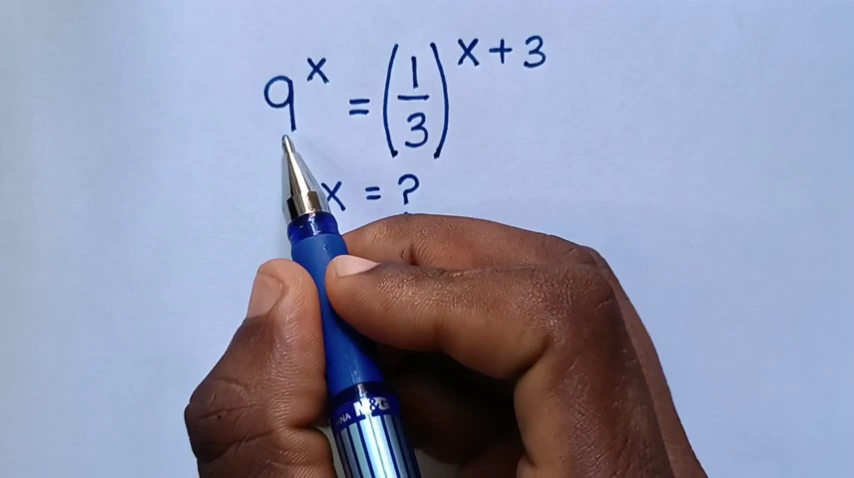 9^x = (1/3)^(x+3)
x = ?
M&G